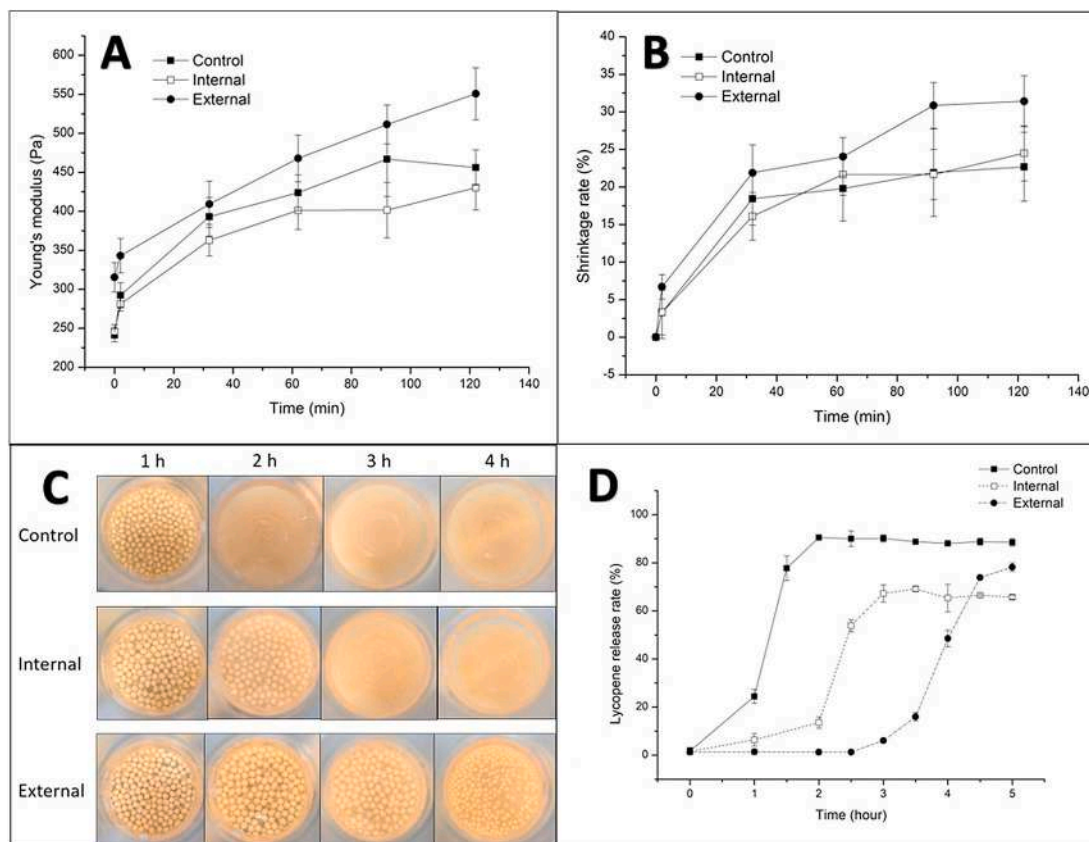 A
Control
Internal
External
Young's modulus (Pa)
600
550
500
450
400
350
300
250
200
0 20 40 60 80 100 120 140
Time (min)
B
Control
Internal
External
Shrinkage rate (%)
40
35
30
25
20
15
10
5
0
-5
0 20 40 60 80 100 120 140
Time (min)
C
1 h 2 h 3 h 4 h
Control
Internal
External
D
Control
Internal
External
Lycopene release rate (%)
100
80
60
40
20
0
0 1 2 3 4 5
Time (hour)